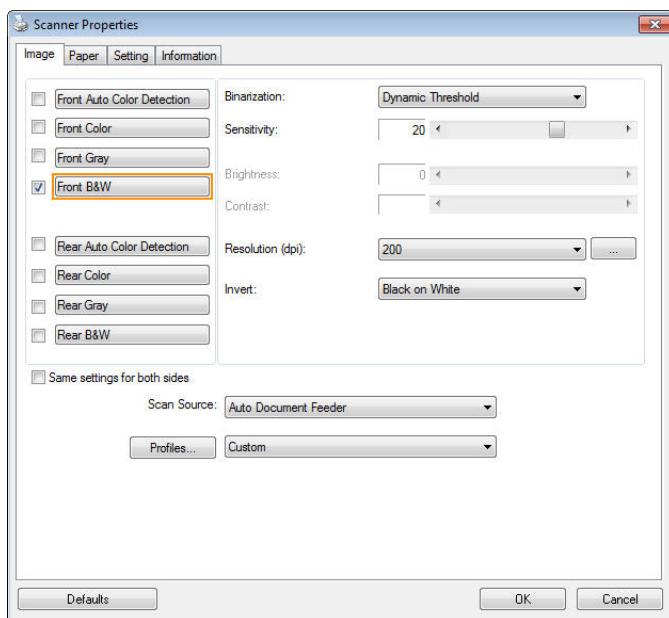 Scanner Properties
Image Paper Setting Information
Front Auto Color Detection
Front Color
Front Gray
Front B&W
Rear Auto Color Detection
Rear Color
Rear Gray
Rear B&W
Binarization: Dynamic Threshold
Sensitivity: 20
Brightness: 0
Contrast:
Resolution (dpi): 200 ...
Invert: Black on White
Same settings for both sides
Scan Source: Auto Document Feeder
Profiles... Custom
Defaults OK Cancel